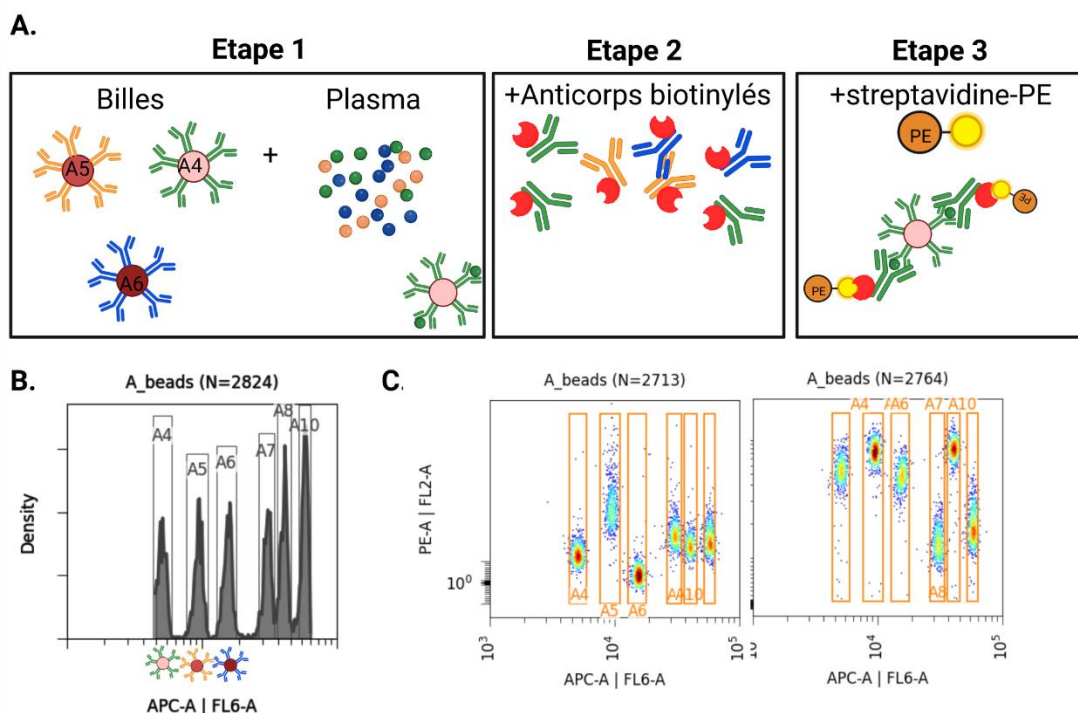 A.
Etape 1
Etape 2
Etape 3
Billes
Plasma
+Anticorps biotinylés
+streptavidine-PE
A5
A4
+
A6
PE
PE
PE
B.
A_beads (N=2824)
A4
A5
A6
A7
A8
A10
Density
APC-A | FL6-A
C.
A_beads (N=2713)
PE-A | FL2-A
10⁰
A4
A5
A6
A10
10³
10⁴
10⁵
APC-A | FL6-A
A_beads (N=2764)
A4
A6
A7
A10
A8
10⁴
10⁵
APC-A | FL6-A